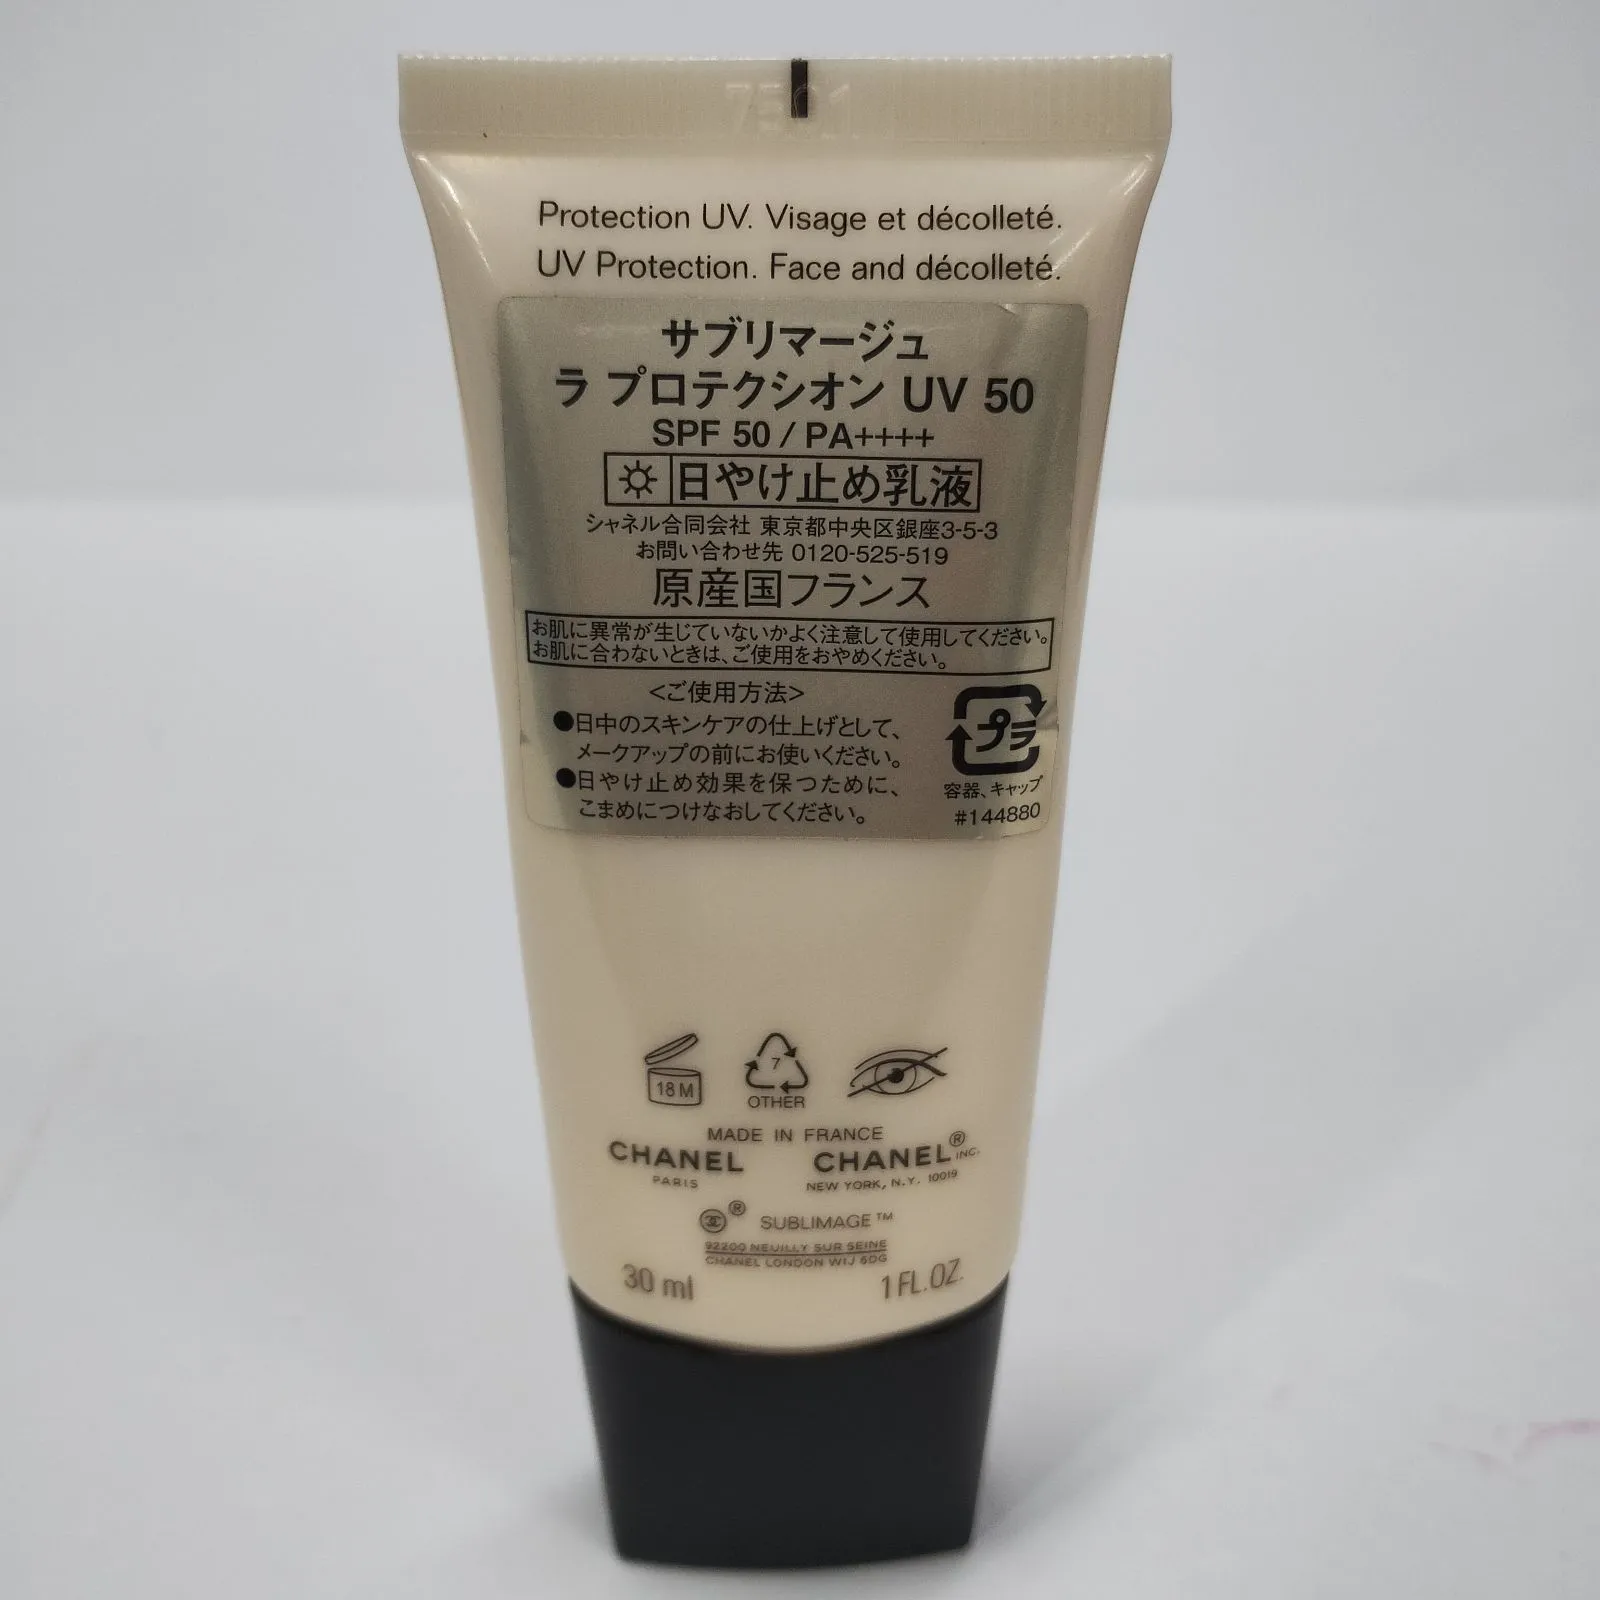 Protection UV. Visage et décolleté.
UV Protection. Face and décolleté.
サブリマージュ
ラ プロテクシオン UV 50
SPF 50 / PA++++
日やけ止め乳液
シャネル合同会社 東京都中央区銀座3-5-3
お問い合わせ先 0120-525-519
原産国フランス
お肌に異常が生じていないかよく注意して使用してください。
お肌に合わないときは、ご使用をおやめください。
<ご使用方法>
●日中のスキンケアの仕上げとして、
メークアップの前にお使いください。
●日やけ止め効果を保つために、
こまめにつけなおしてください。
プラ
容器、キャップ
#144880
18 M
7
OTHER
MADE IN FRANCE
CHANEL CHANEL® INC.
PARIS NEW YORK, N.Y. 10019
® SUBLIMAGE™
92200 NEUILLY SUR SEINE
CHANEL LONDON W1J 6DG
30 ml 1 FL.OZ.